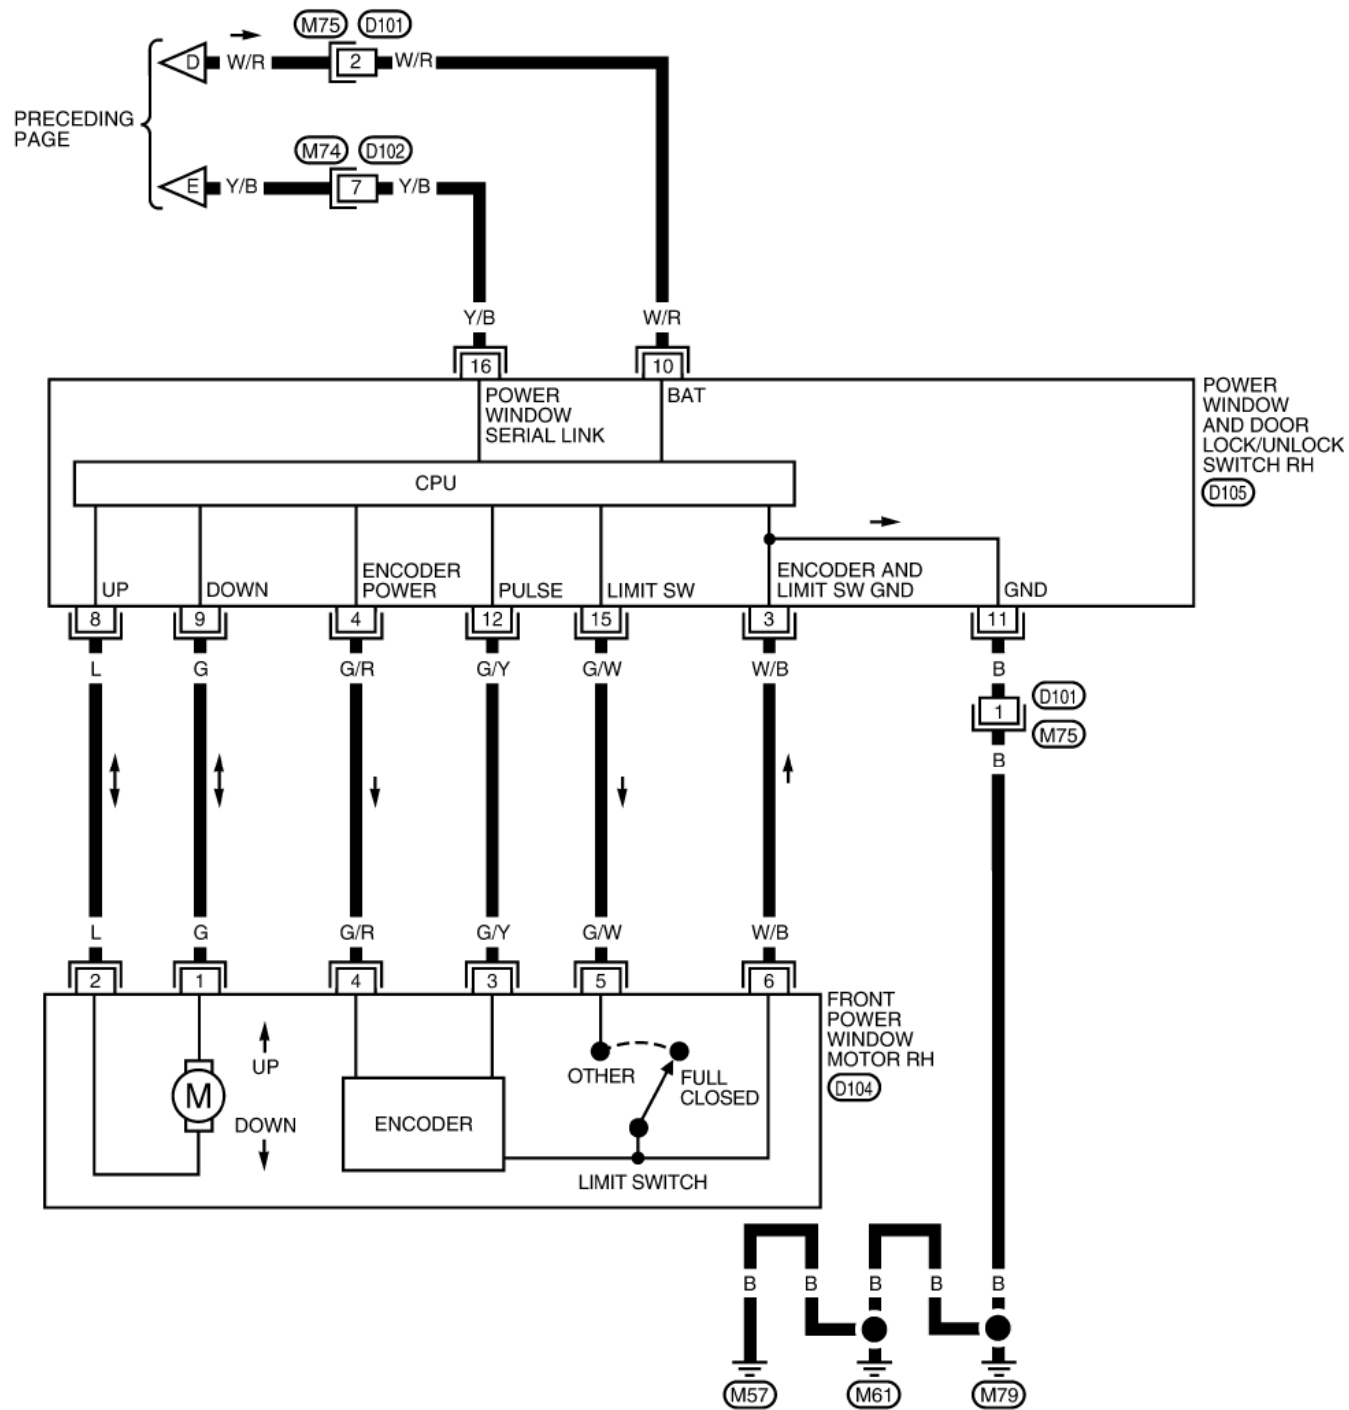 M75 D101
D W/R 2 W/R
PRECEDING
PAGE
M74 D102
E Y/B 7 Y/B
Y/B W/R
16 10
POWER
WINDOW
SERIAL LINK
BAT
POWER
WINDOW
AND DOOR
LOCK/UNLOCK
SWITCH RH
D105
CPU
UP
DOWN
ENCODER
POWER
PULSE
LIMIT SW
ENCODER AND
LIMIT SW GND
GND
8 9 4 12 15 3 11
L G G/R G/Y G/W W/B B
1
D101
M75
B
L G G/R G/Y G/W W/B
2 1 4 3 5 6
FRONT
POWER
WINDOW
MOTOR RH
D104
UP
M
DOWN
ENCODER
OTHER
FULL
CLOSED
LIMIT SWITCH
B B B B B
M57 M61 M79